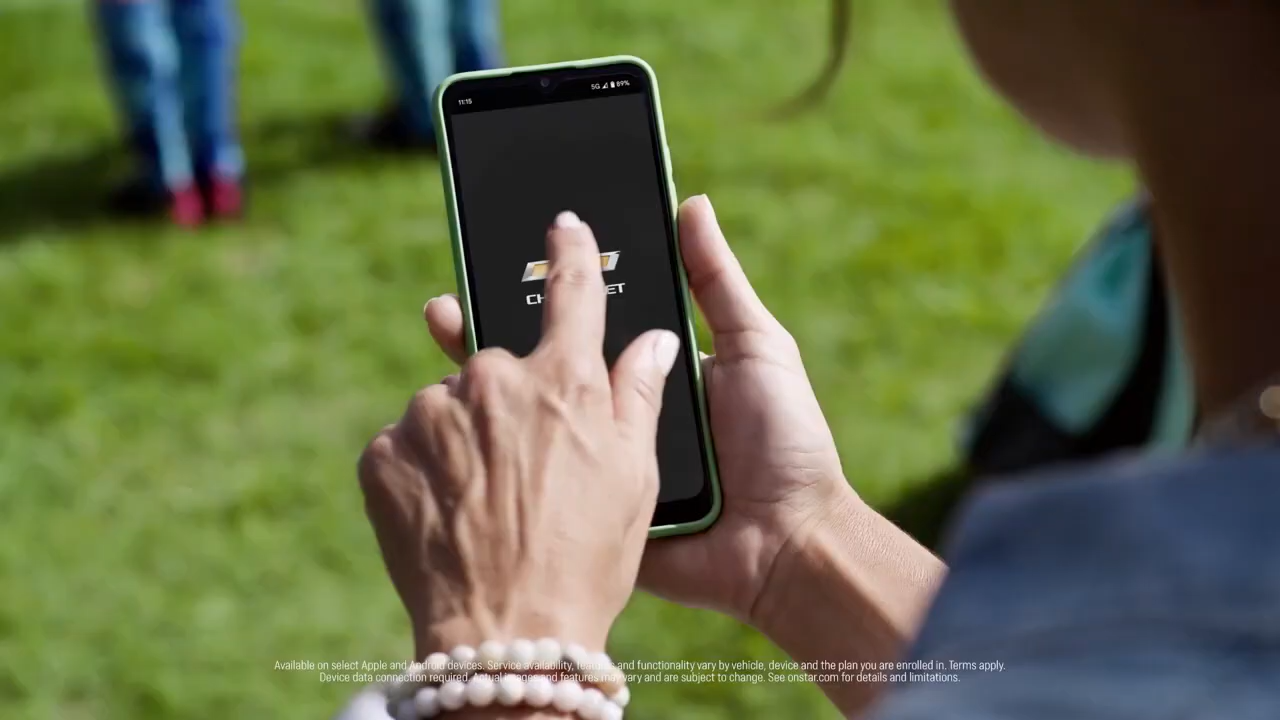 11:15
5G 89%
Available on select Apple and Android devices. Service availability, features and functionality vary by vehicle, device and the plan you are enrolled in. Terms apply.
Device data connection required. Actual images and features may vary and are subject to change. See onstar.com for details and limitations.